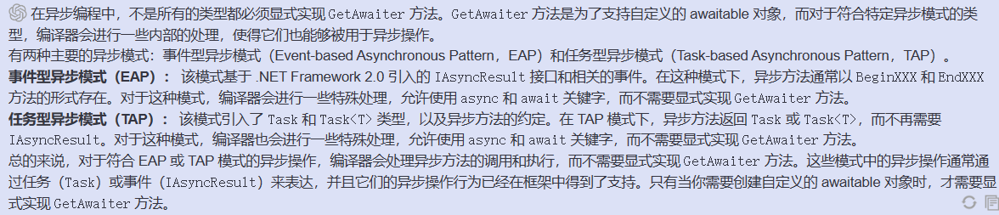 在异步编程中，不是所有的类型都必须显式实现 GetAwaiter 方法。GetAwaiter 方法是为了支持自定义的 awaitable 对象，而对于符合特定异步模式的类
型，编译器会进行一些内部的处理，使得它们也能够被用于异步操作。
有两种主要的异步模式：事件型异步模式（Event-based Asynchronous Pattern，EAP）和任务型异步模式（Task-based Asynchronous Pattern，TAP）。
事件型异步模式（EAP）： 该模式基于 .NET Framework 2.0 引入的 IAsyncResult 接口和相关的事件。在这种模式下，异步方法通常以 BeginXXX 和 EndXXX
方法的形式存在。对于这种模式，编译器会进行一些特殊处理，允许使用 async 和 await 关键字，而不需要显式实现 GetAwaiter 方法。
任务型异步模式（TAP）： 该模式引入了 Task 和 Task<T> 类型，以及异步方法的约定。在 TAP 模式下，异步方法返回 Task 或 Task<T>，而不再需要
IAsyncResult。对于这种模式，编译器也会进行一些特殊处理，允许使用 async 和 await 关键字，而不需要显式实现 GetAwaiter 方法。
总的来说，对于符合 EAP 或 TAP 模式的异步操作，编译器会处理异步方法的调用和执行，而不需要显式实现 GetAwaiter 方法。这些模式中的异步操作通常通
过任务（Task）或事件（IAsyncResult）来表达，并且它们的异步操作行为已经在框架中得到了支持。只有当你需要创建自定义的 awaitable 对象时，才需要显
式实现 GetAwaiter 方法。